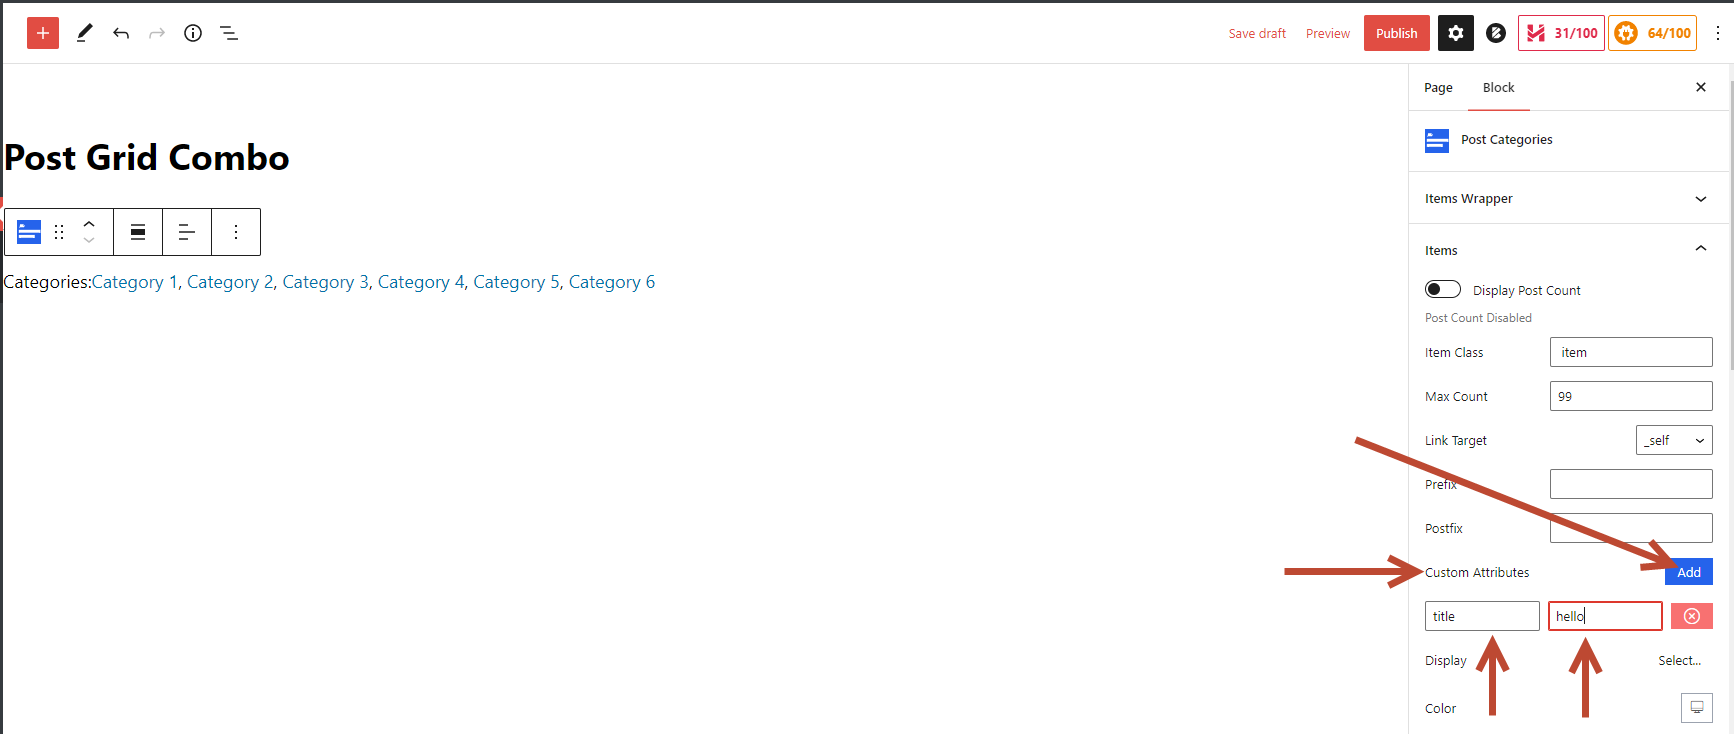 Save draft Preview Publish 31/100 64/100
Page Block
Post Categories
Post Grid Combo
Items Wrapper
Items
Categories:Category 1, Category 2, Category 3, Category 4, Category 5, Category 6
Display Post Count
Post Count Disabled
Item Class item
Max Count 99
Link Target _self
Prefix
Postfix
Custom Attributes Add
title hello
Display Select...
Color